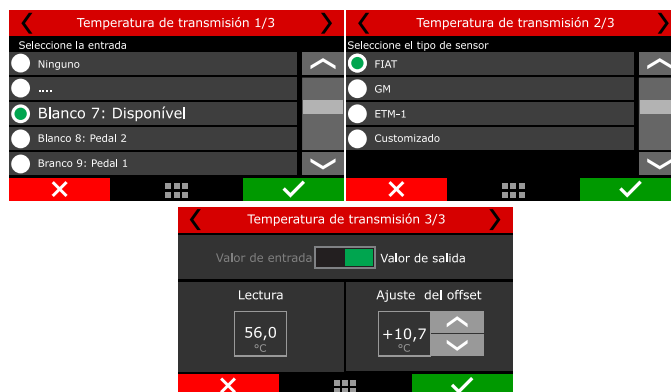 Temperatura de transmisión 1/3
Seleccione la entrada
Ninguno
....
Blanco 7: Disponível
Blanco 8: Pedal 2
Branco 9: Pedal 1
Temperatura de transmisión 2/3
Seleccione el tipo de sensor
FIAT
GM
ETM-1
Customizado
Temperatura de transmisión 3/3
Valor de entrada Valor de salida
Lectura
56,0
°C
Ajuste del offset
+10,7
°C